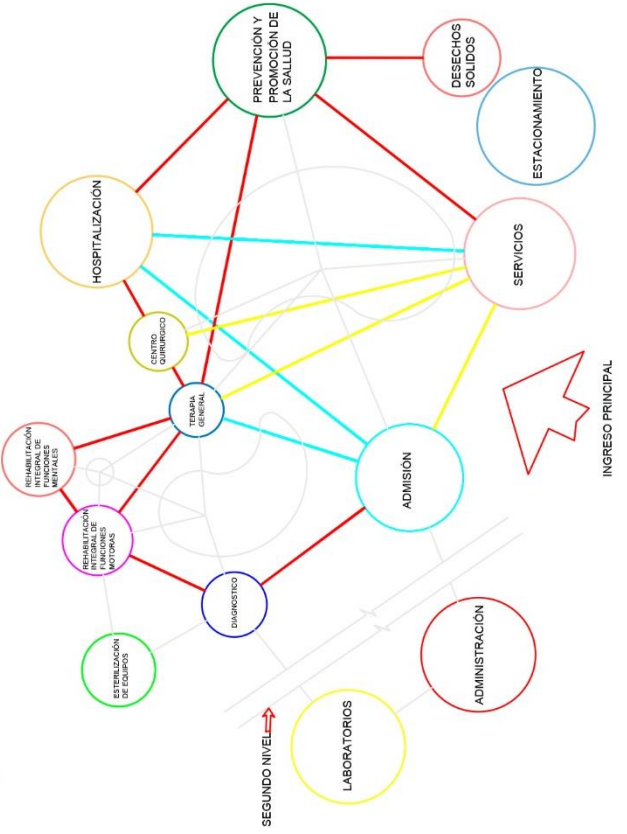 PREVENCIÓN Y
PROMOCIÓN DE
LA SALLUD
DESECHOS
SOLIDOS
ESTACIONAMIENTO
HOSPITALIZACIÓN
SERVICIOS
CENTRO
QUIRURGICO
TERAPIA
GENERAL
REHABILITACIÓN
INTEGRAL DE
FUNCIONES
MENTALES
REHABILITACIÓN
INTEGRAL DE
FUNCIONES
MOTORAS
ADMISIÓN
INGRESO PRINCIPAL
DIAGNOSTICO
ESTERILIZACIÓN
DE EQUIPOS
ADMINISTRACIÓN
LABORATORIOS
SEGUNDO NIVEL